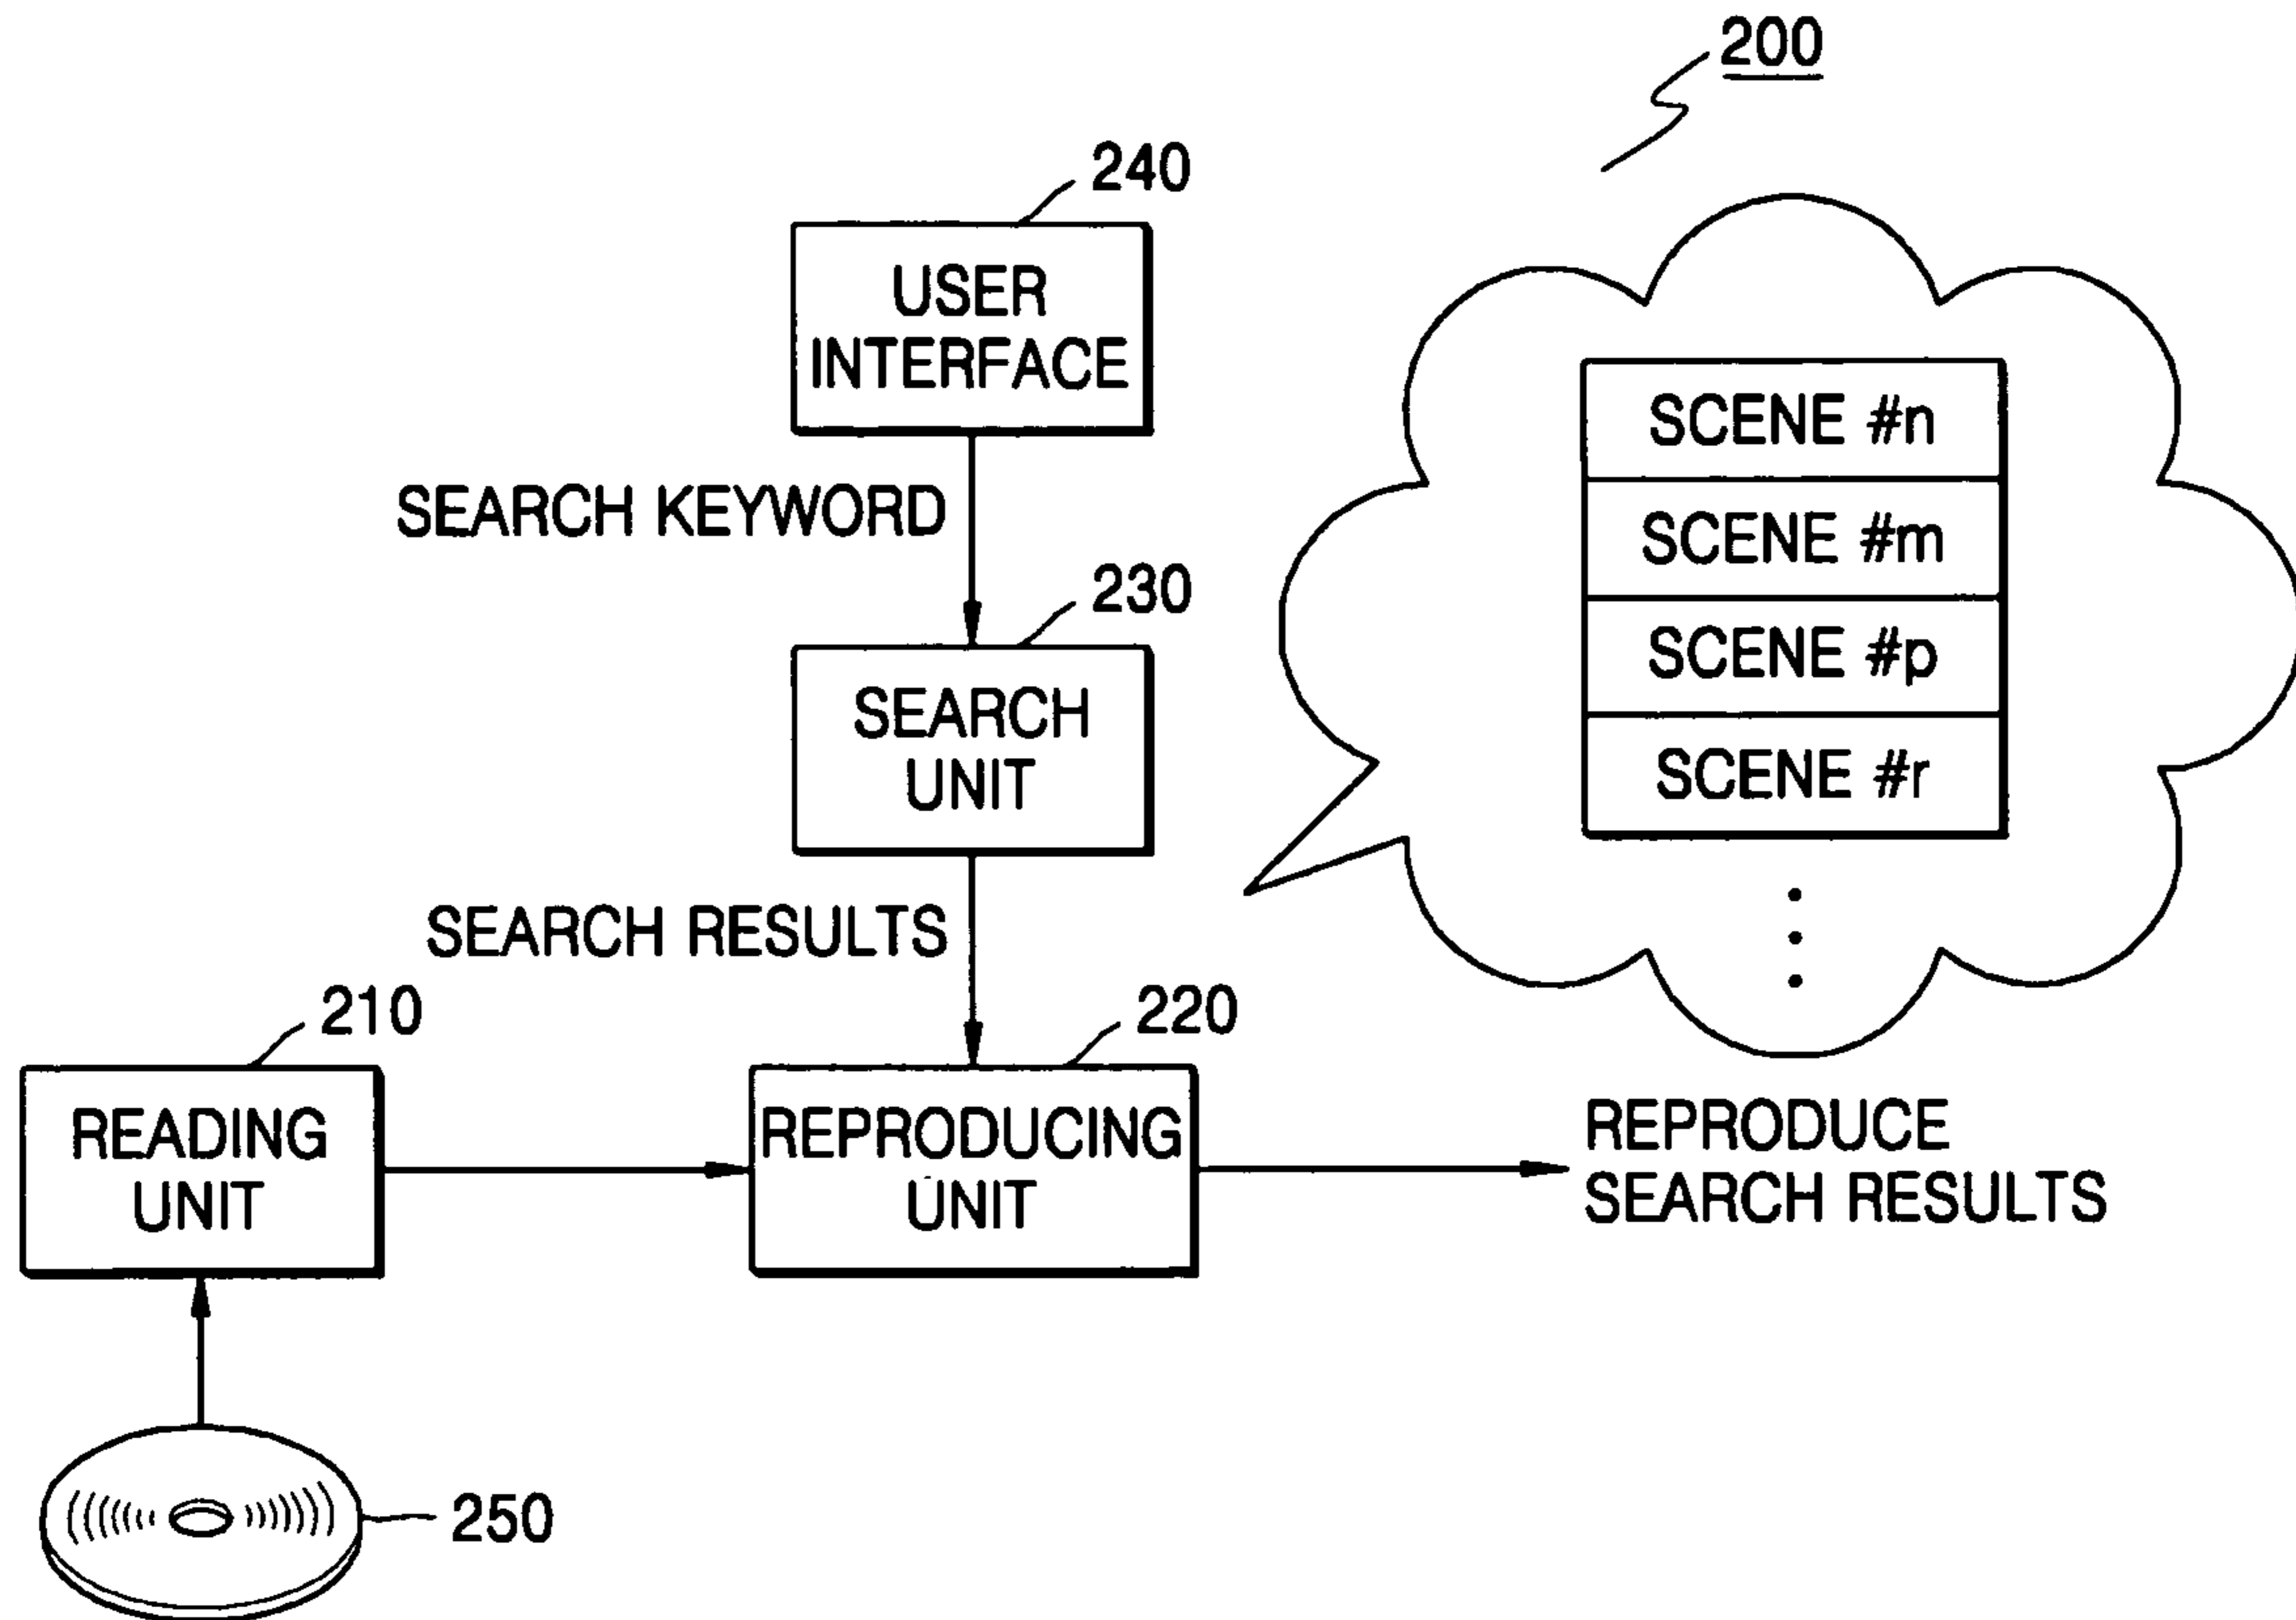 200
240
USER
INTERFACE
SEARCH KEYWORD
230
SEARCH
UNIT
SEARCH RESULTS
SCENE #n
SCENE #m
SCENE #p
SCENE #r
210
READING
UNIT
220
REPRODUCING
UNIT
REPRODUCE
SEARCH RESULTS
250